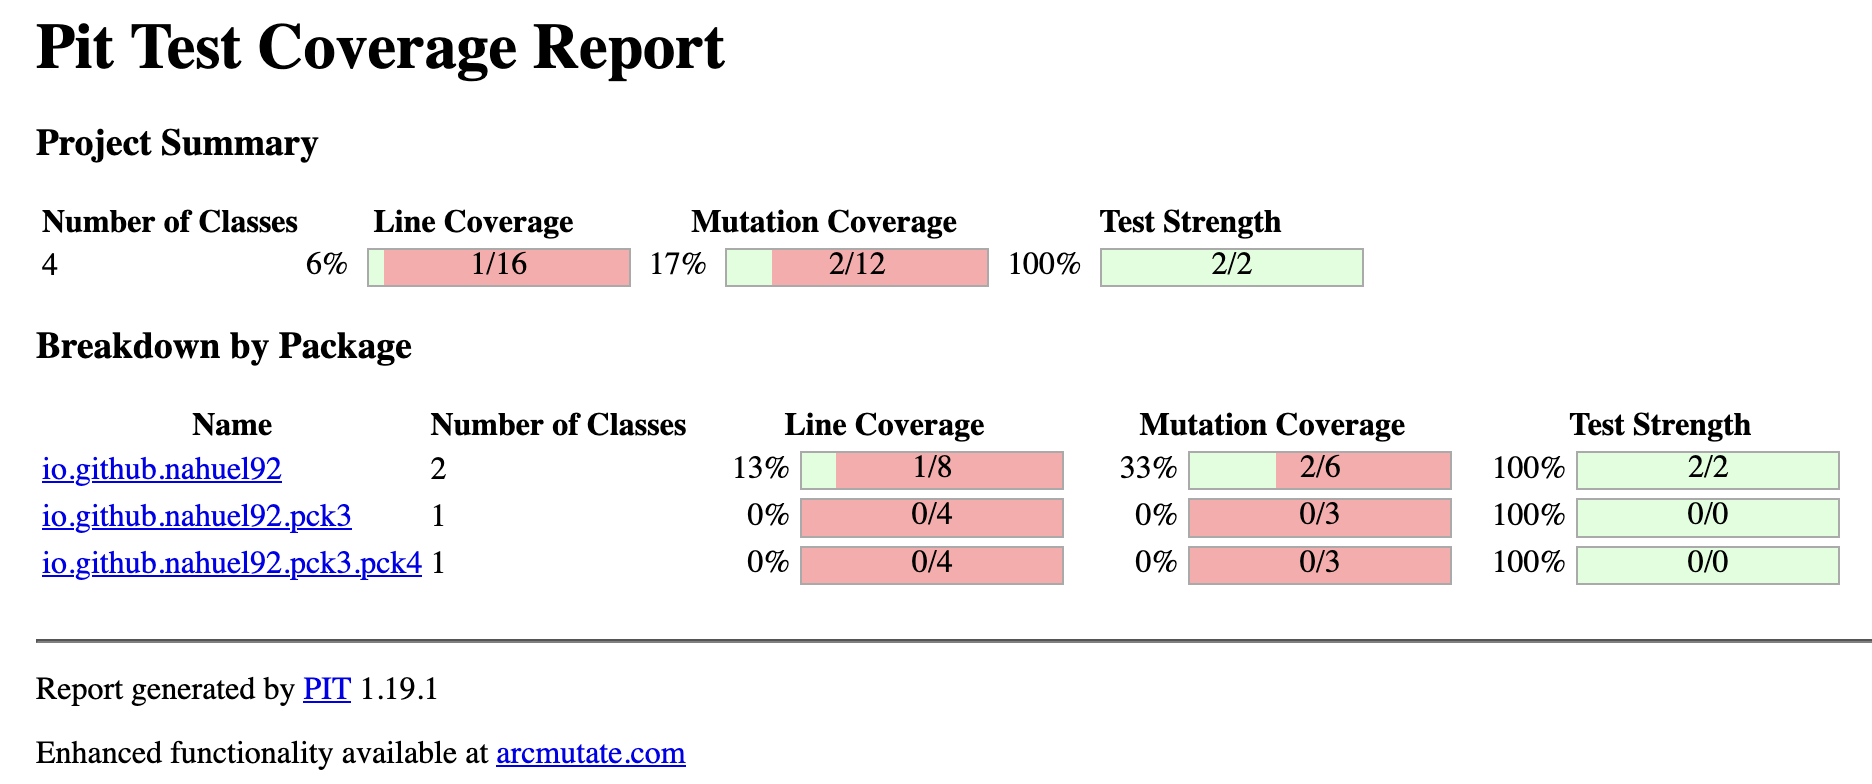 Pit Test Coverage Report
Project Summary
Number of Classes Line Coverage Mutation Coverage Test Strength
4 6% 1/16 17% 2/12 100% 2/2
Breakdown by Package
Name Number of Classes Line Coverage Mutation Coverage Test Strength
io.github.nahuel92 2 13% 1/8 33% 2/6 100% 2/2
io.github.nahuel92.pck3 1 0% 0/4 0% 0/3 100% 0/0
io.github.nahuel92.pck3.pck4 1 0% 0/4 0% 0/3 100% 0/0
Report generated by PIT 1.19.1
Enhanced functionality available at arcmutate.com